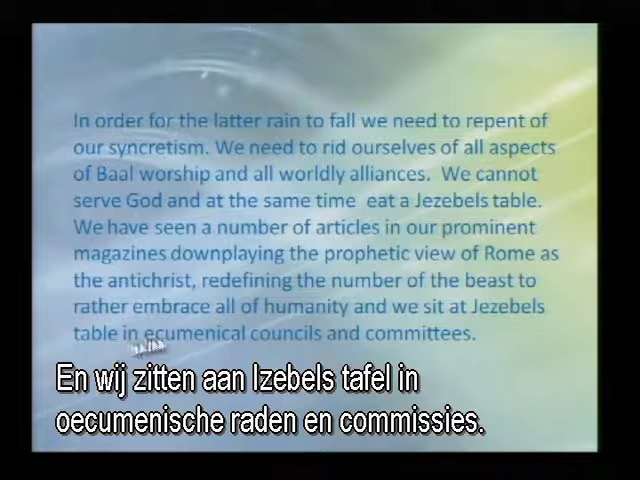 In order for the latter rain to fall we need to repent of
our syncretism. We need to rid ourselves of all aspects
of Baal worship and all worldly alliances. We cannot
serve God and at the same time eat a Jezebels table.
We have seen a number of articles in our prominent
magazines downplaying the prophetic view of Rome as
the antichrist, redefining the number of the beast to
rather embrace all of humanity and we sit at Jezebels
table in ecumenical councils and committees.
En wij zitten aan Izebels tafel in
oecumenische raden en commissies.